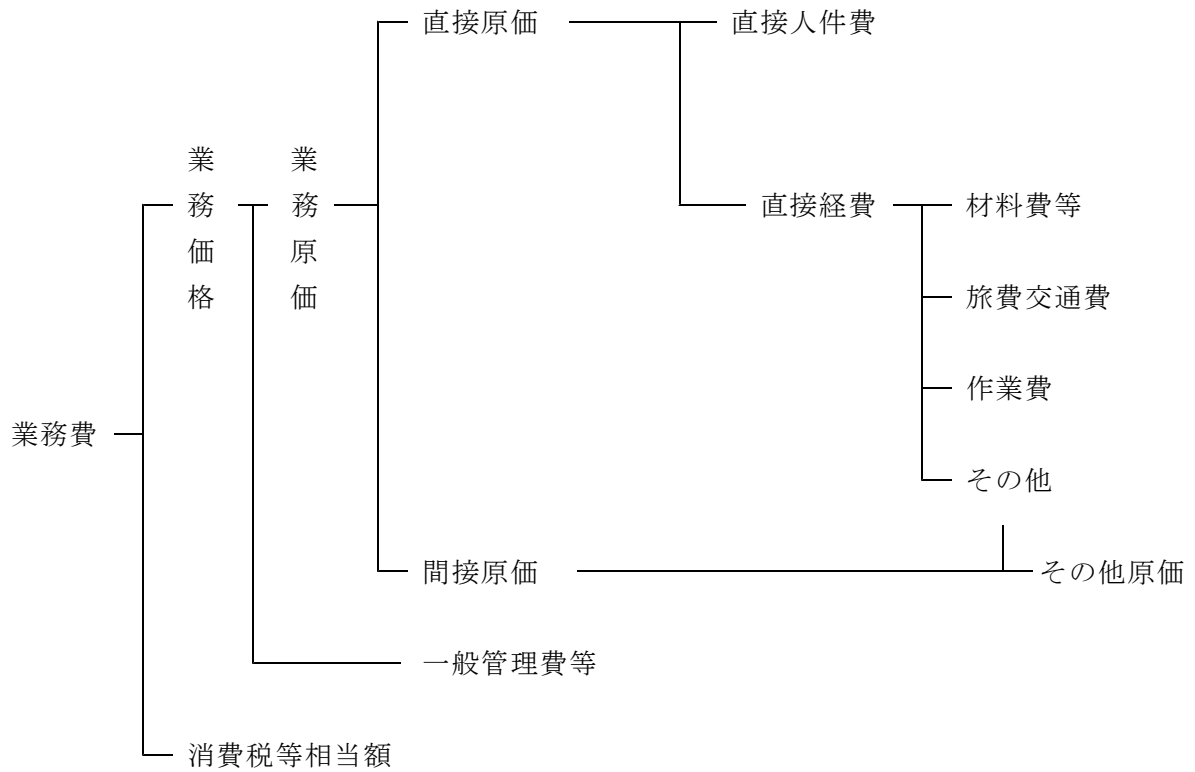 直接原価
直接人件費
業務価格
業務原価
直接経費
材料費等
旅費交通費
作業費
業務費
その他
間接原価
その他原価
一般管理費等
消費税等相当額